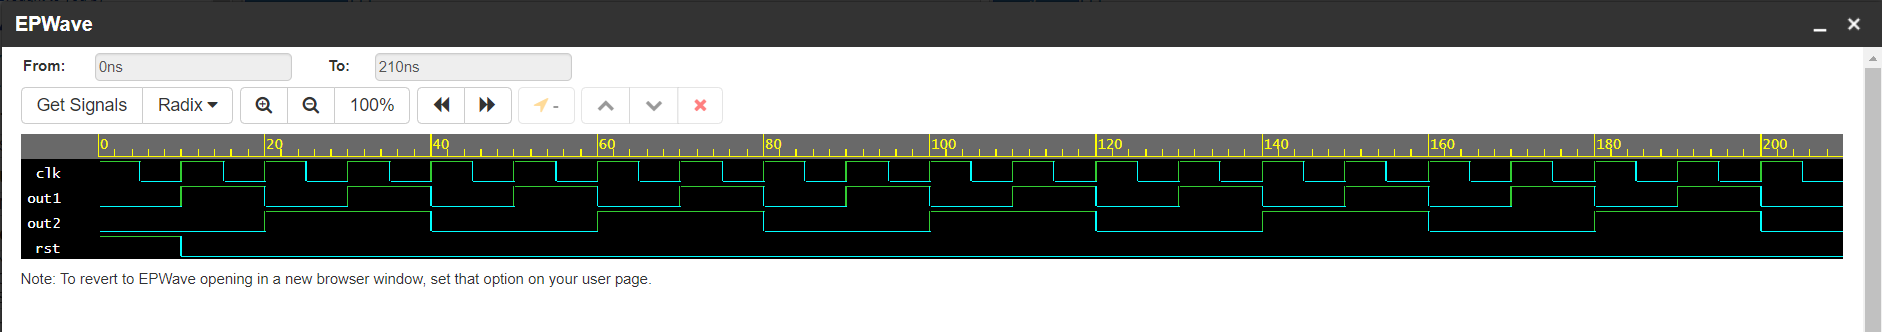 EPWave
From: 0ns To: 210ns
Get Signals Radix 100% -
0 20 40 60 80 100 120 140 160 180 200
clk
out1
out2
rst
Note: To revert to EPWave opening in a new browser window, set that option on your user page.